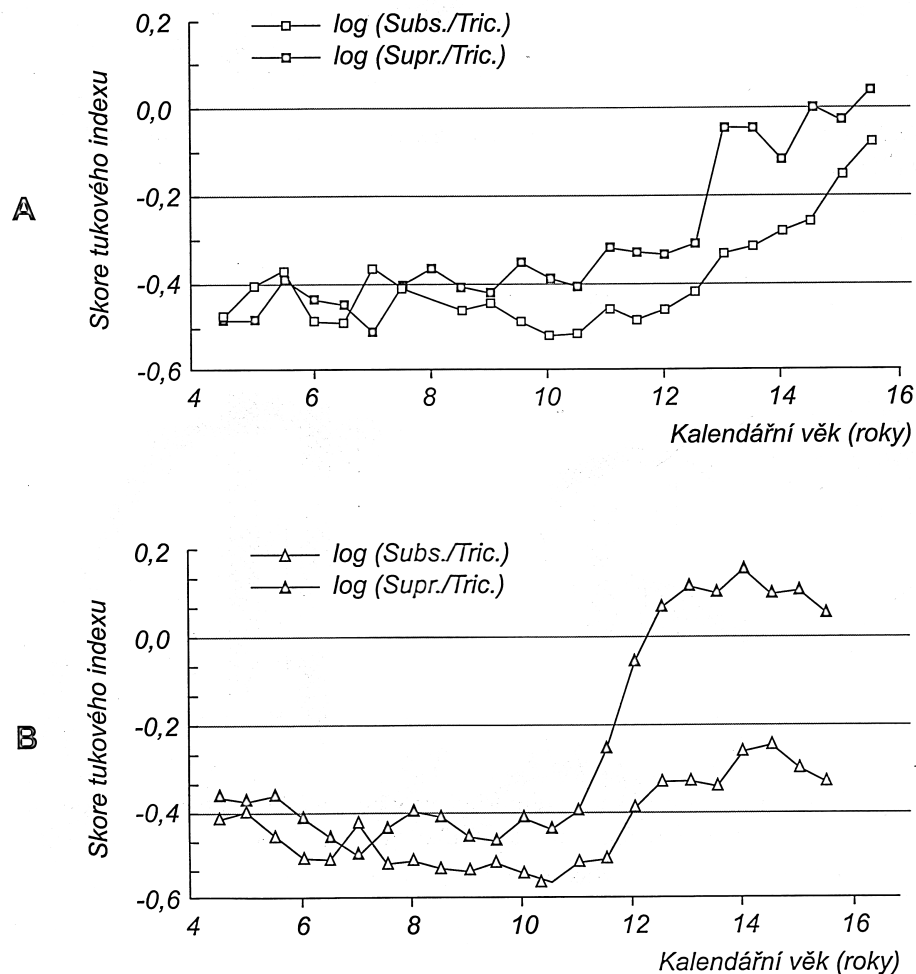 A
Skore tukového indexu
0,2
0,0
-0,2
-0,4
-0,6
log (Subs./Tric.)
log (Supr./Tric.)
4 6 8 10 12 14 16
Kalendářní věk (roky)
B
Skore tukového indexu
0,2
0,0
-0,2
-0,4
-0,6
log (Subs./Tric.)
log (Supr./Tric.)
4 6 8 10 12 14 16
Kalendářní věk (roky)